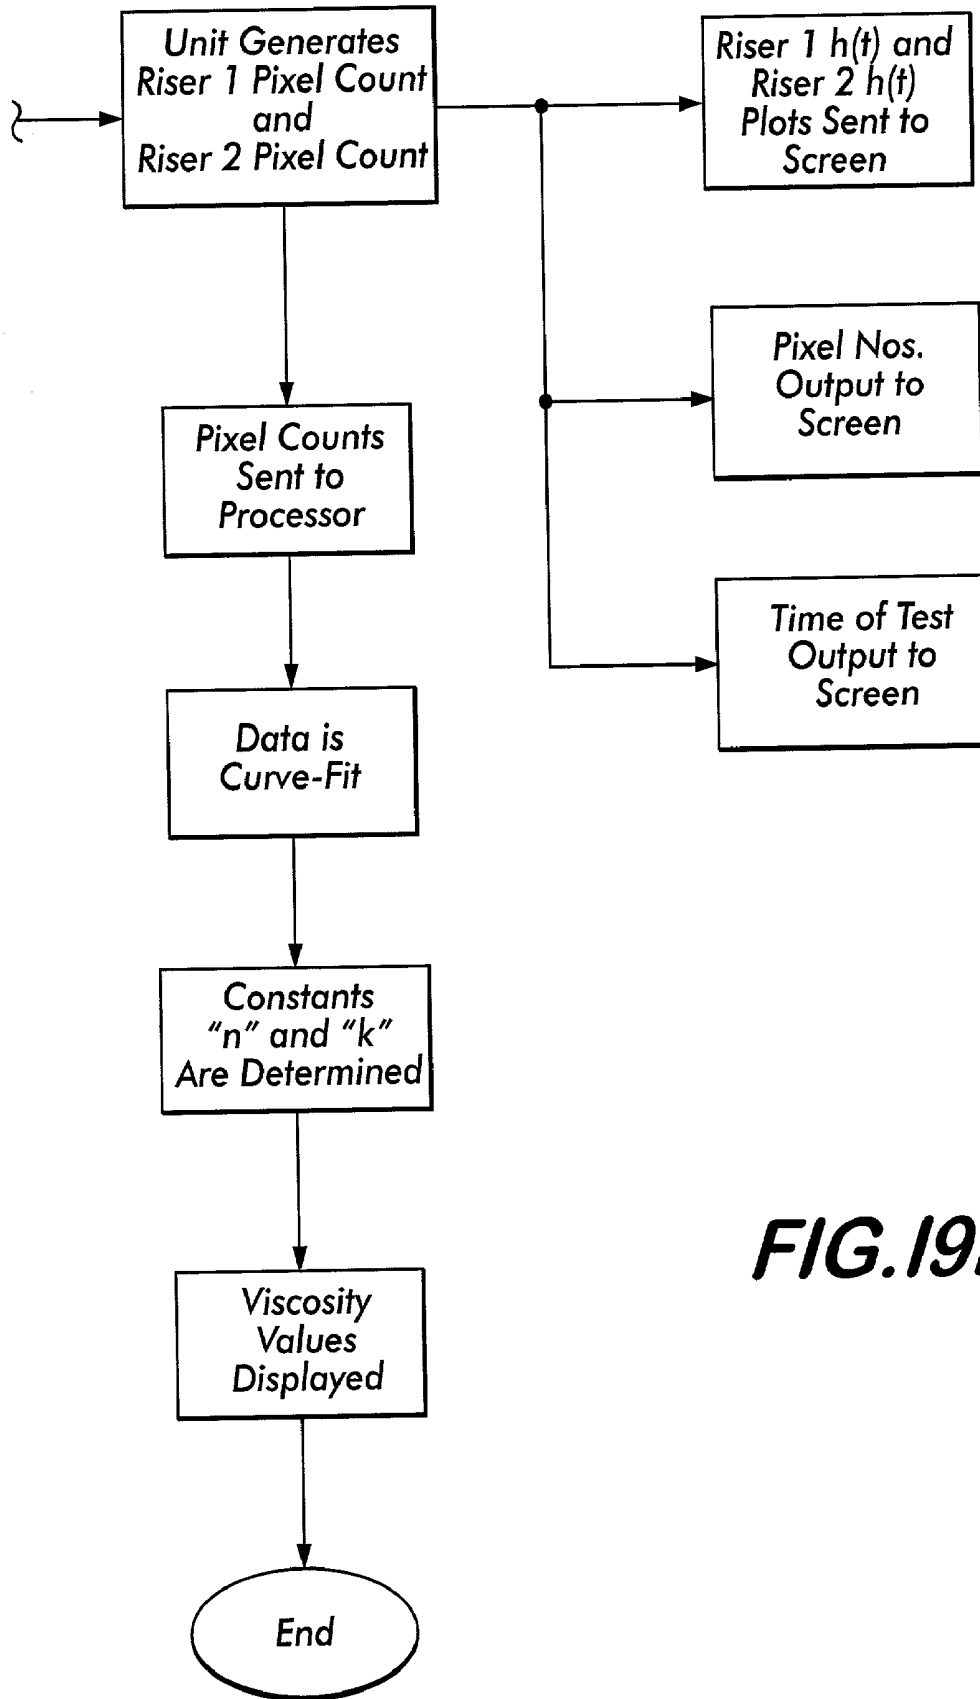 Unit Generates
Riser 1 Pixel Count
and
Riser 2 Pixel Count
Riser 1 h(t) and
Riser 2 h(t)
Plots Sent to
Screen
Pixel Nos.
Output to
Screen
Pixel Counts
Sent to
Processor
Time of Test
Output to
Screen
Data is
Curve-Fit
Constants
"n" and "k"
Are Determined
Viscosity
Values
Displayed
End
FIG.19